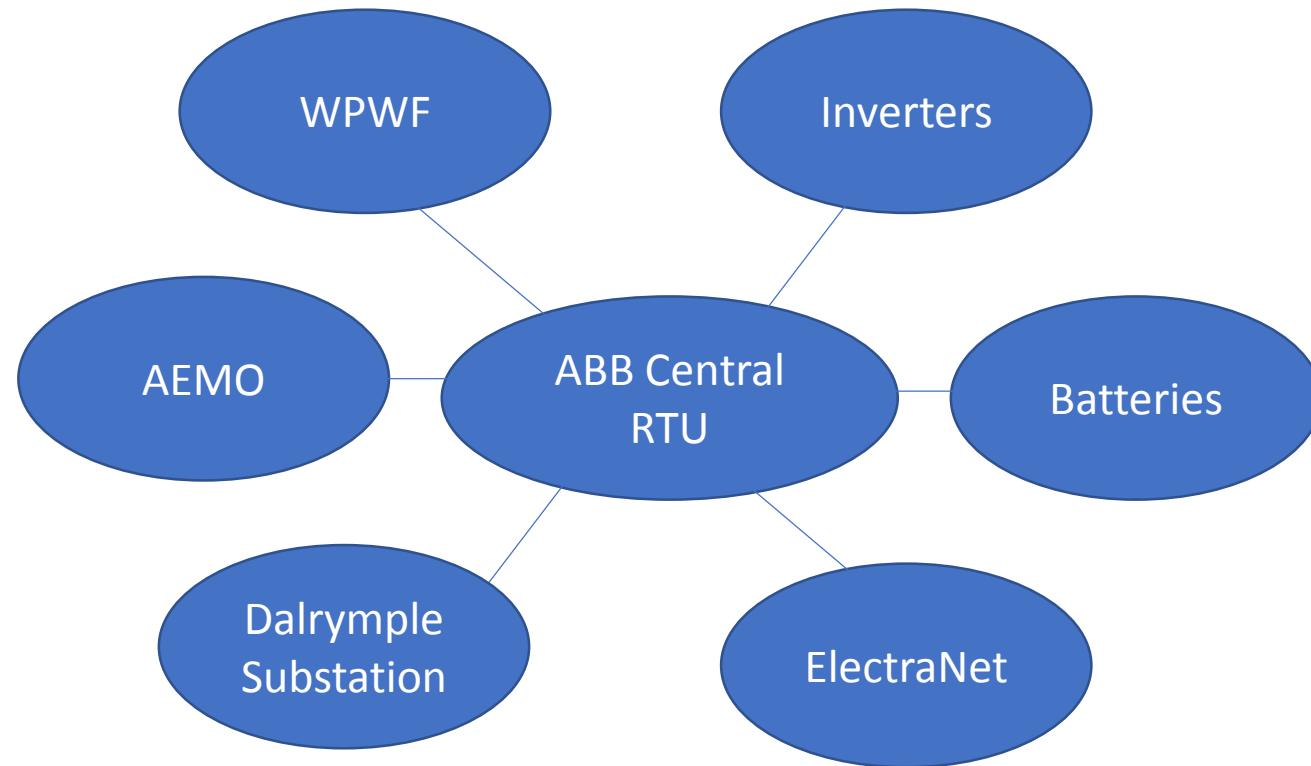 WPWF
Inverters
AEMO
ABB Central
RTU
Batteries
Dalrymple
Substation
ElectraNet